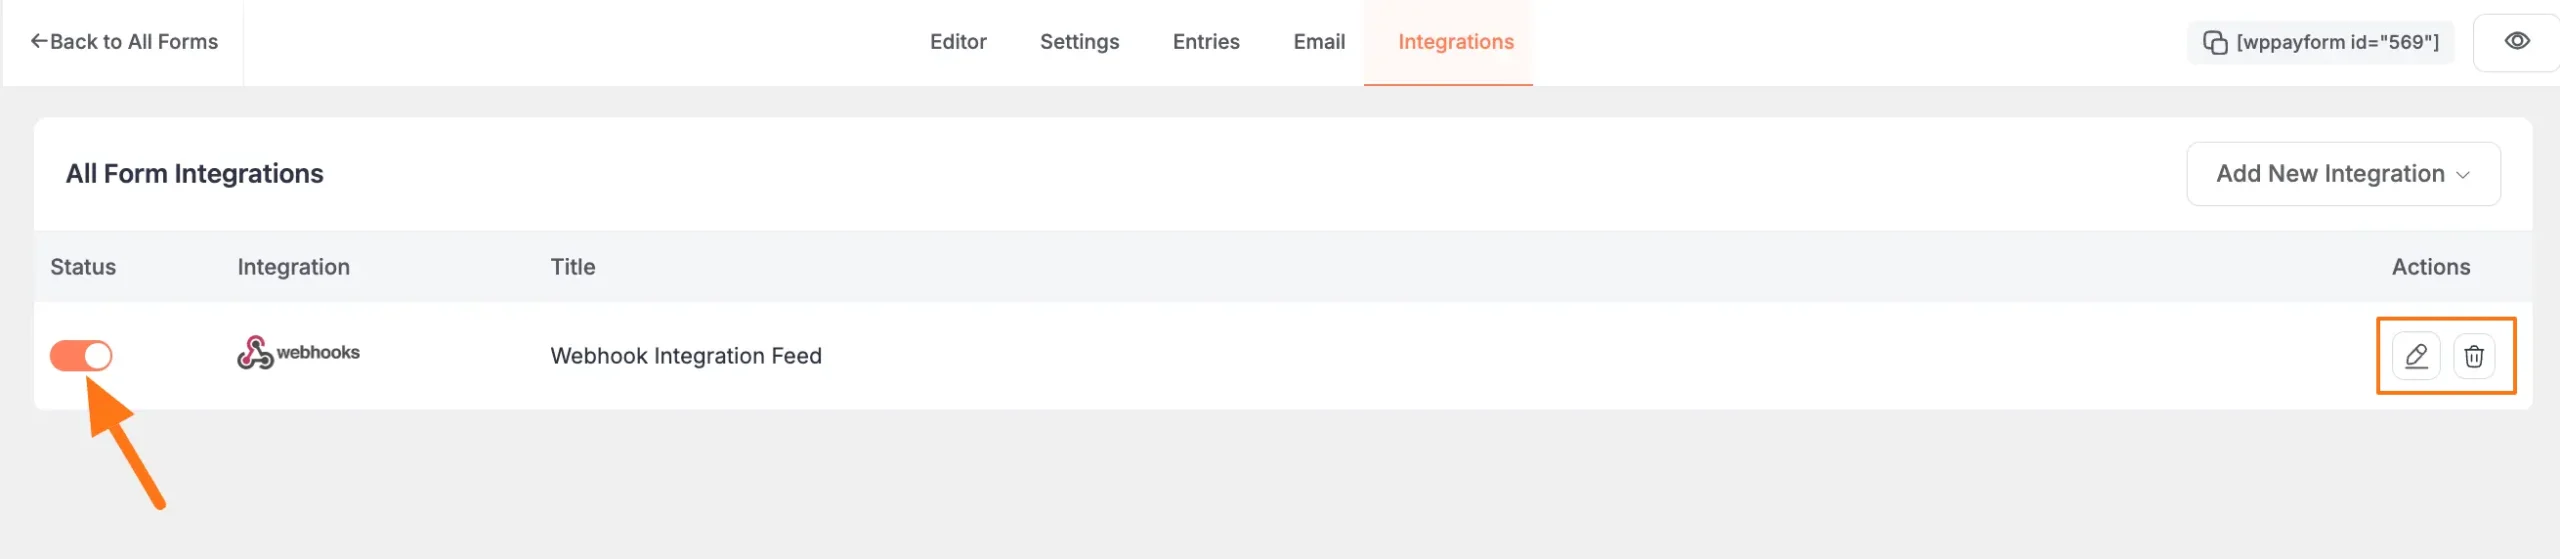 Back to All Forms
Editor Settings Entries Email Integrations
[wppayform id="569"]
All Form Integrations
Add New Integration
Status Integration Title Actions
webhooks Webhook Integration Feed